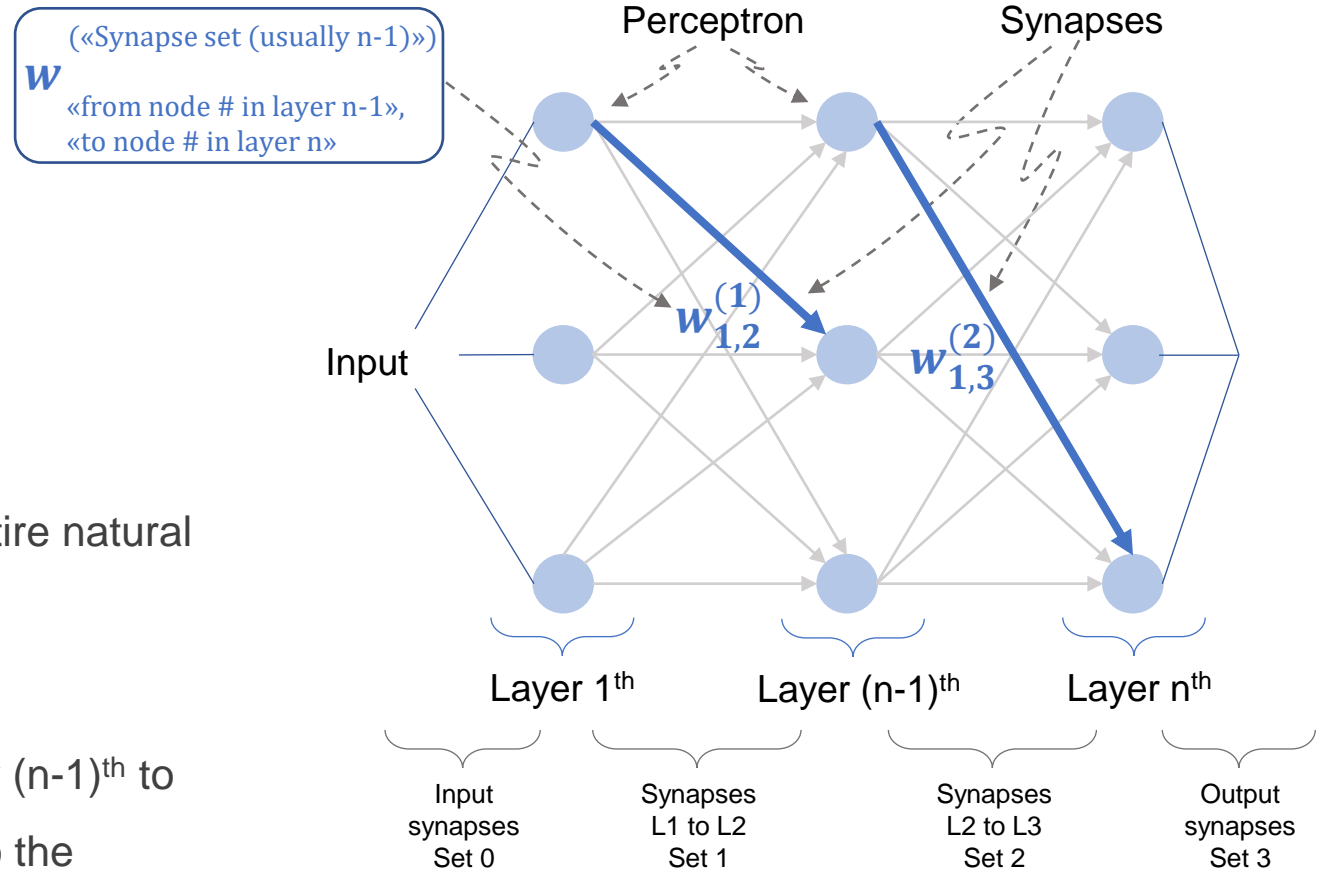 («Synapse set (usually n-1)»)
w
«from node # in layer n-1»,
«to node # in layer n»
Perceptron
Synapses
w₁,₂⁽¹⁾
w₁,₃⁽²⁾
Input
tire natural
(n-1)ᵗʰ to
the
Layer 1ᵗʰ
Layer (n-1)ᵗʰ
Layer nᵗʰ
Input
synapses
Set 0
Synapses
L1 to L2
Set 1
Synapses
L2 to L3
Set 2
Output
synapses
Set 3